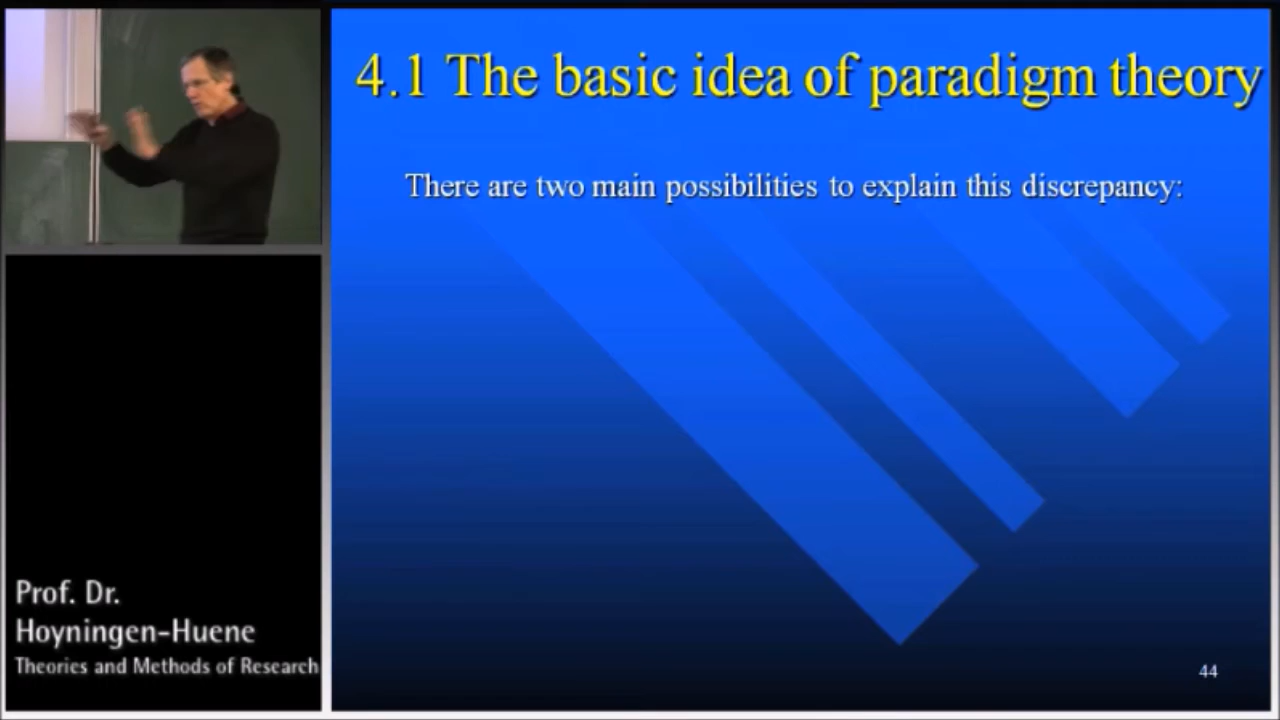 4.1 The basic idea of paradigm theory
There are two main possibilities to explain this discrepancy:
44
Prof. Dr.
Hoyningen-Huene
Theories and Methods of Research